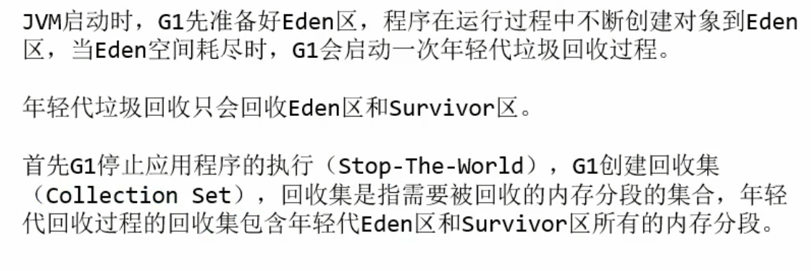 JVM启动时，G1先准备好Eden区，程序在运行过程中不断创建对象到Eden
区，当Eden空间耗尽时，G1会启动一次年轻代垃圾回收过程。
年轻代垃圾回收只会回收Eden区和Survivor区。
首先G1停止应用程序的执行（Stop-The-World），G1创建回收集
（Collection Set），回收集是指需要被回收的内存分段的集合，年轻
代回收过程的回收集包含年轻代Eden区和Survivor区所有的内存分段。